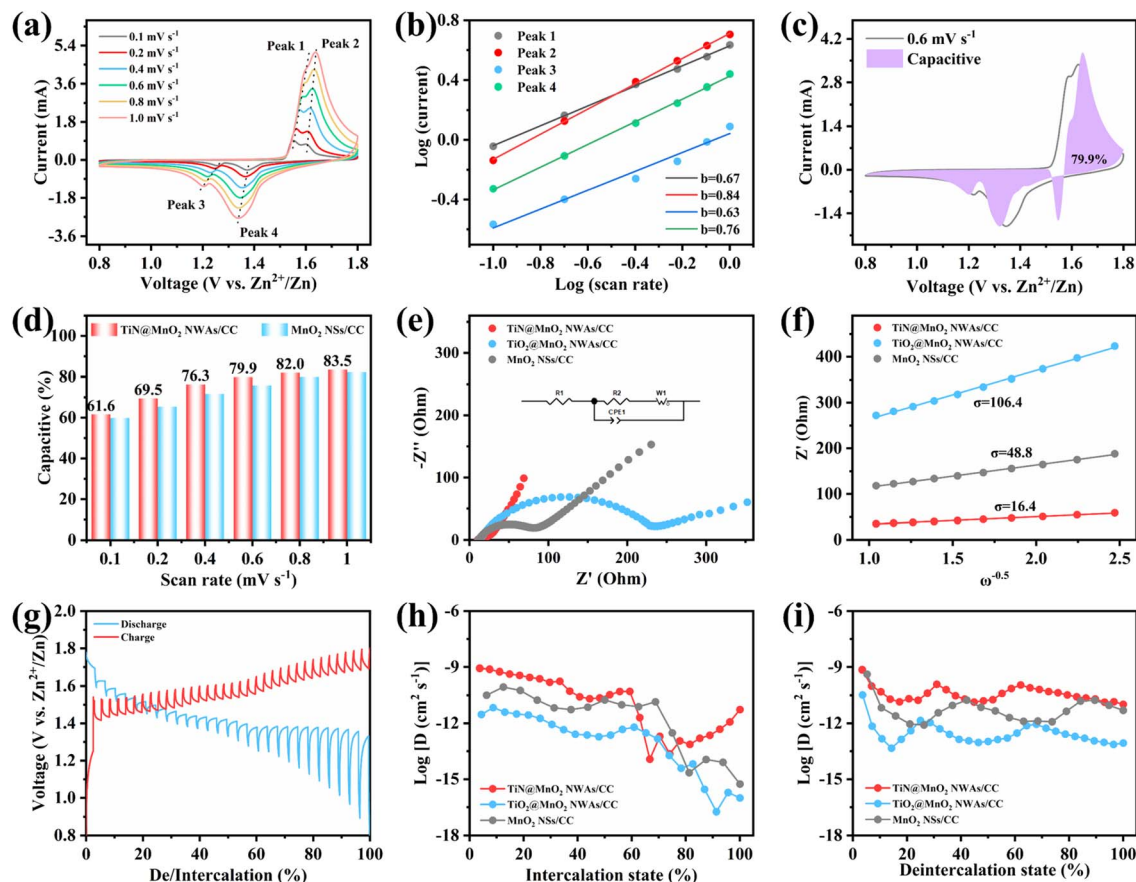 (a)
0.1 mV s⁻¹
0.2 mV s⁻¹
0.4 mV s⁻¹
0.6 mV s⁻¹
0.8 mV s⁻¹
1.0 mV s⁻¹
Peak 1
Peak 2
Peak 3
Peak 4
5.4
3.6
1.8
0.0
-1.8
-3.6
Current (mA)
0.8 1.0 1.2 1.4 1.6 1.8
Voltage (V vs. Zn²⁺/Zn)
(b)
Peak 1
Peak 2
Peak 3
Peak 4
b=0.67
b=0.84
b=0.63
b=0.76
0.8
0.4
0.0
-0.4
Log (current)
-1.0 -0.8 -0.6 -0.4 -0.2 0.0
Log (scan rate)
(c)
0.6 mV s⁻¹
Capacitive
79.9%
4.2
2.8
1.4
0.0
-1.4
Current (mA)
0.8 1.0 1.2 1.4 1.6 1.8
Voltage (V vs. Zn²⁺/Zn)
(d)
TiN@MnO₂ NWAs/CC MnO₂ NSs/CC
61.6 69.5 76.3 79.9 82.0 83.5
100
80
60
40
20
0
Capacitive (%)
0.1 0.2 0.4 0.6 0.8 1
Scan rate (mV s⁻¹)
(e)
TiN@MnO₂ NWAs/CC
TiO₂@MnO₂ NWAs/CC
MnO₂ NSs/CC
R1 R2 W1
CPE1
300
200
100
0
-Z'' (Ohm)
0 100 200 300
Z' (Ohm)
(f)
TiN@MnO₂ NWAs/CC
TiO₂@MnO₂ NWAs/CC
MnO₂ NSs/CC
σ=106.4
σ=48.8
σ=16.4
400
300
200
100
0
Z' (Ohm)
1.0 1.5 2.0 2.5
ω⁻⁰·⁵
(g)
Discharge
Charge
2.0
1.8
1.6
1.4
1.2
1.0
0.8
Voltage (V vs. Zn²⁺/Zn)
0 20 40 60 80 100
De/Intercalation (%)
(h)
TiN@MnO₂ NWAs/CC
TiO₂@MnO₂ NWAs/CC
MnO₂ NSs/CC
-6
-9
-12
-15
-18
Log [D (cm² s⁻¹)]
0 20 40 60 80 100
Intercalation state (%)
(i)
TiN@MnO₂ NWAs/CC
TiO₂@MnO₂ NWAs/CC
MnO₂ NSs/CC
-6
-9
-12
-15
-18
Log [D (cm² s⁻¹)]
0 20 40 60 80 100
Deintercalation state (%)